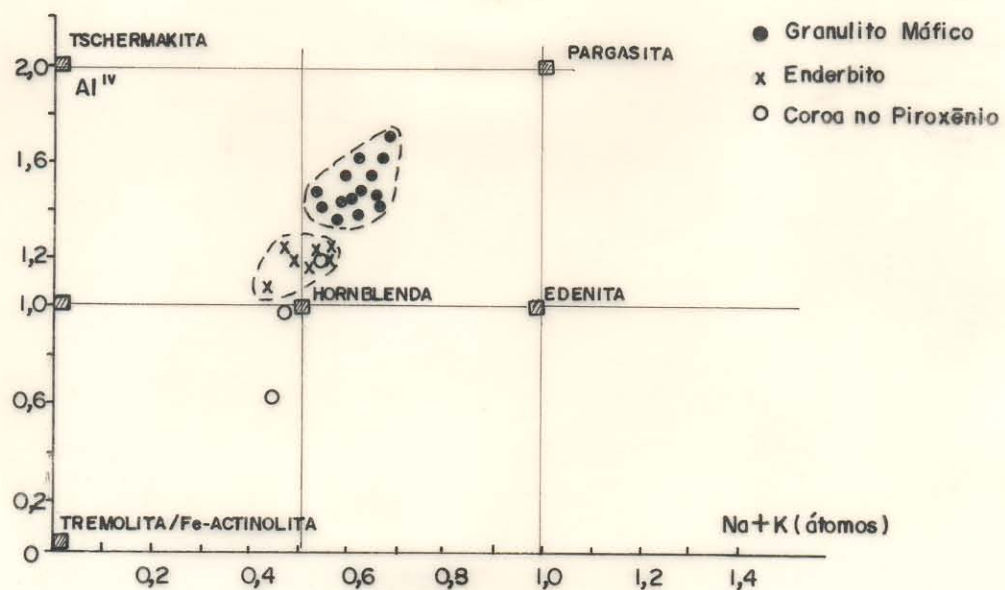 TSCHERMAKITA
PARGASITA
● Granulito Máfico
x Enderbito
○ Coroa no Piroxênio
2,0
Al IV
1,6
1,2
1,0
HORNBLENDA
EDENITA
0,6
0,2
TREMOLITA/Fe-ACTINOLITA
Na+K (átomos)
0
0,2 0,4 0,6 0,8 1,0 1,2 1,4